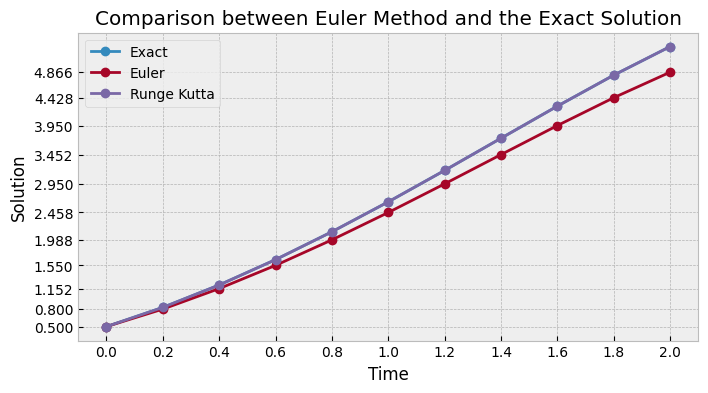 Comparison between Euler Method and the Exact Solution
Exact
Euler
Runge Kutta
Solution
4.866
4.428
3.950
3.452
2.950
2.458
1.988
1.550
1.152
0.800
0.500
0.0 0.2 0.4 0.6 0.8 1.0 1.2 1.4 1.6 1.8 2.0
Time